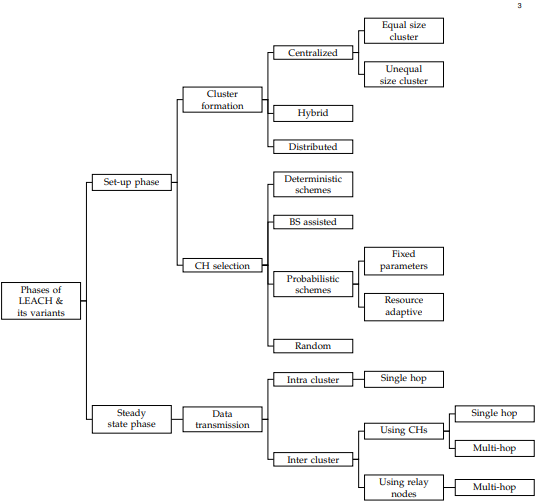 3
Equal size
cluster
Centralized
Unequal
size cluster
Cluster
formation
Hybrid
Distributed
Set-up phase
Deterministic
schemes
BS assisted
CH selection
Fixed
parameters
Probabilistic
schemes
Resource
adaptive
Phases of
LEACH &
its variants
Random
Intra cluster
Single hop
Steady
state phase
Data
transmission
Single hop
Using CHs
Multi-hop
Inter cluster
Using relay
nodes
Multi-hop